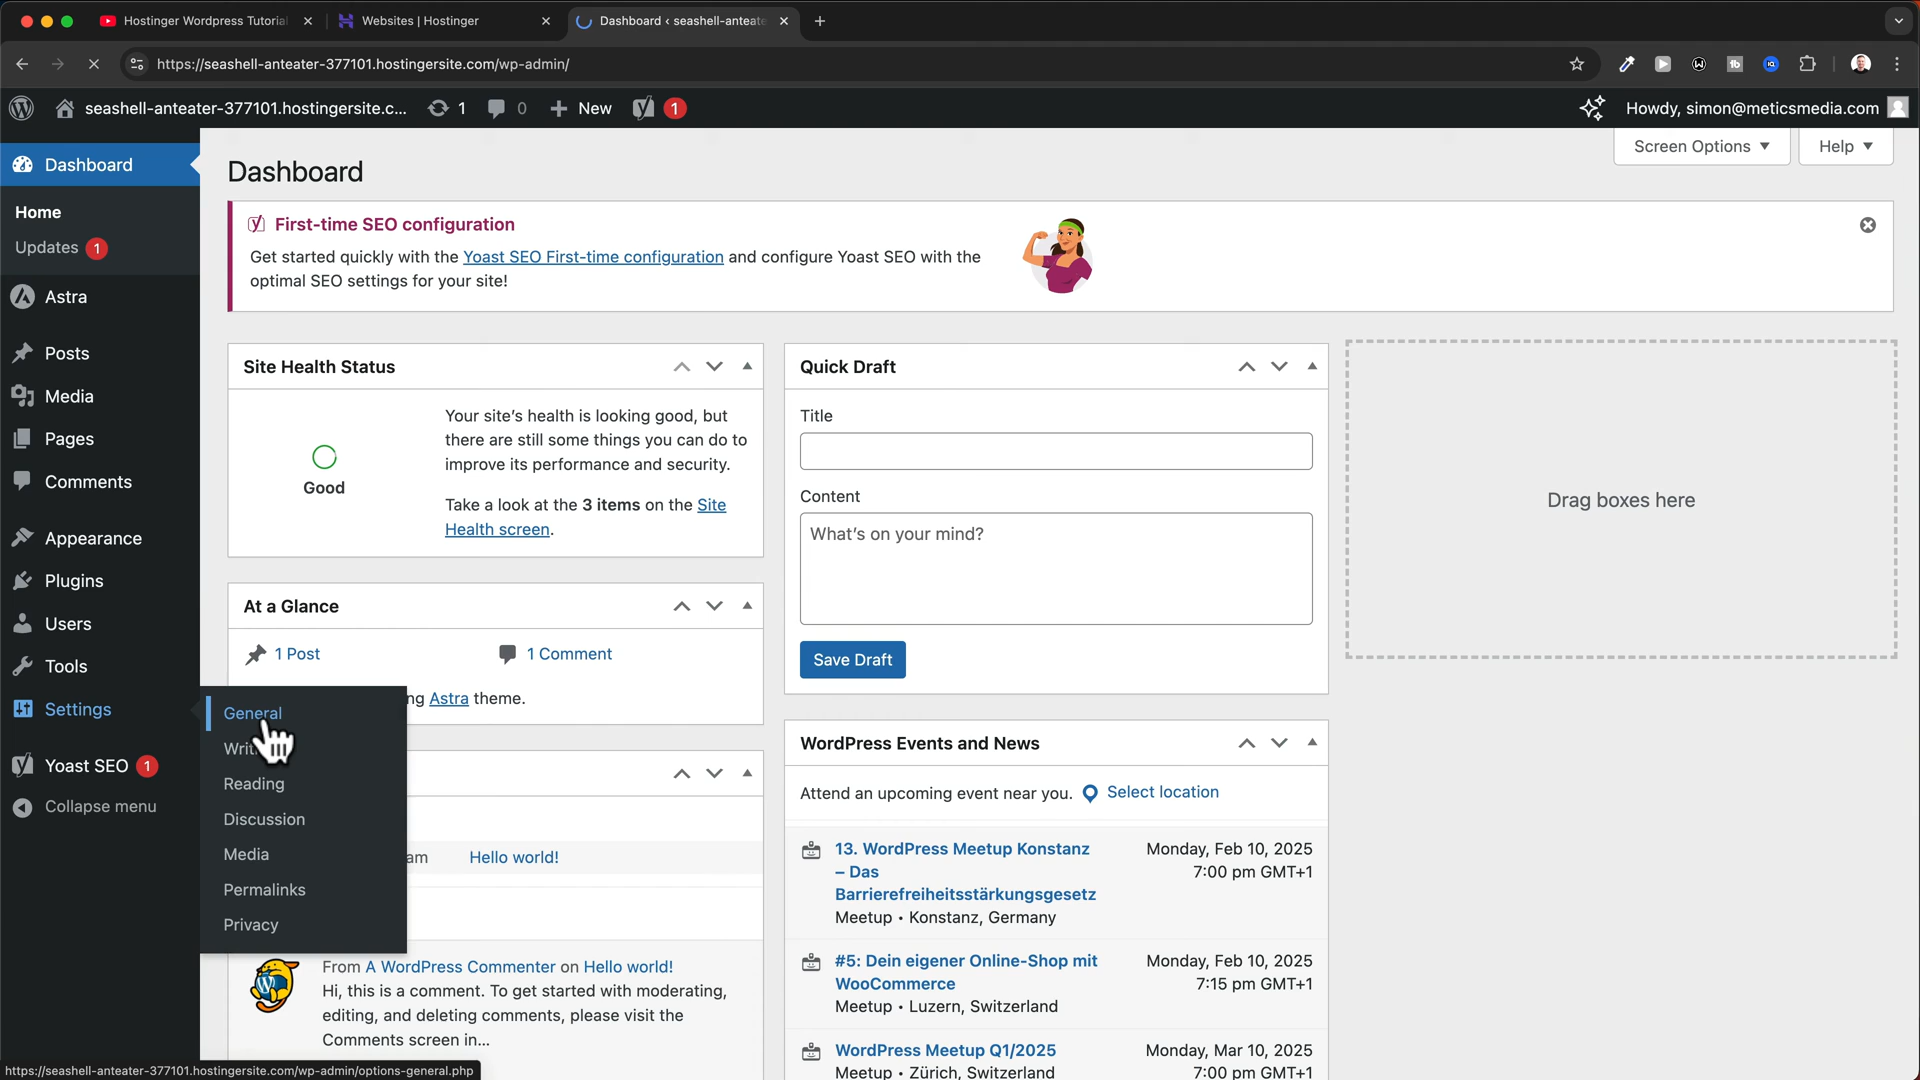 Hostinger Wordpress Tutorial
Websites | Hostinger
Dashboard ‹ seashell-anteate
https://seashell-anteater-377101.hostingersite.com/wp-admin/
seashell-anteater-377101.hostingersite.c... 1 0 New 1
Howdy, simon@meticsmedia.com
Dashboard
Home
Updates 1
Astra
Posts
Media
Pages
Comments
Appearance
Plugins
Users
Tools
Settings
Yoast SEO 1
Collapse menu
General
Reading
Discussion
Media
Permalinks
Privacy
Screen Options
Help
Dashboard
First-time SEO configuration
Get started quickly with the Yoast SEO First-time configuration and configure Yoast SEO with the
optimal SEO settings for your site!
Site Health Status
Good
Your site's health is looking good, but
there are still some things you can do to
improve its performance and security.
Take a look at the 3 items on the Site
Health screen.
At a Glance
1 Post
1 Comment
Astra theme.
am Hello world!
From A WordPress Commenter on Hello world!
Hi, this is a comment. To get started with moderating,
editing, and deleting comments, please visit the
Comments screen in...
Quick Draft
Title
Content
What's on your mind?
Save Draft
WordPress Events and News
Attend an upcoming event near you. Select location
13. WordPress Meetup Konstanz
– Das
Barrierefreiheitsstärkungsgesetz
Meetup • Konstanz, Germany
Monday, Feb 10, 2025
7:00 pm GMT+1
#5: Dein eigener Online-Shop mit
WooCommerce
Meetup • Luzern, Switzerland
Monday, Feb 10, 2025
7:15 pm GMT+1
WordPress Meetup Q1/2025
Meetup • Zürich, Switzerland
Monday, Mar 10, 2025
7:00 pm GMT+1
Drag boxes here
https://seashell-anteater-377101.hostingersite.com/wp-admin/options-general.php